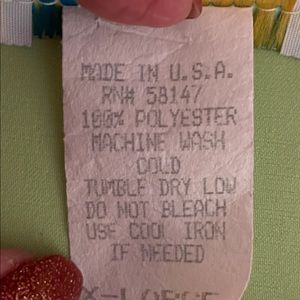 MADE IN U.S.A.
RN# 58147
100% POLYESTER
MACHINE WASH
COLD
TUMBLE DRY LOW
DO NOT BLEACH
USE COOL IRON
IF NEEDED
X-LARGE